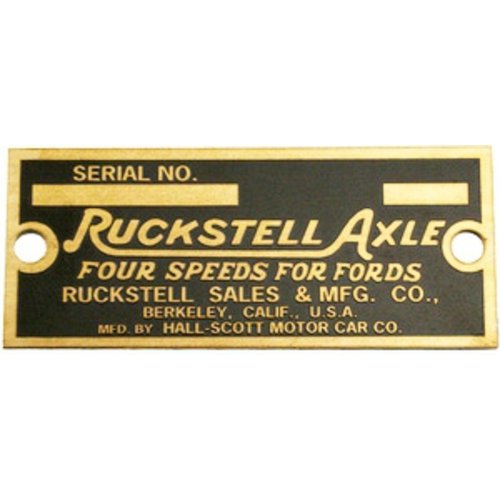 SERIAL NO.
RUCKSTELL AXLE
FOUR SPEEDS FOR FORDS
RUCKSTELL SALES & MFG. CO.,
BERKELEY, CALIF., U.S.A.
MFD. BY HALL-SCOTT MOTOR CAR CO.